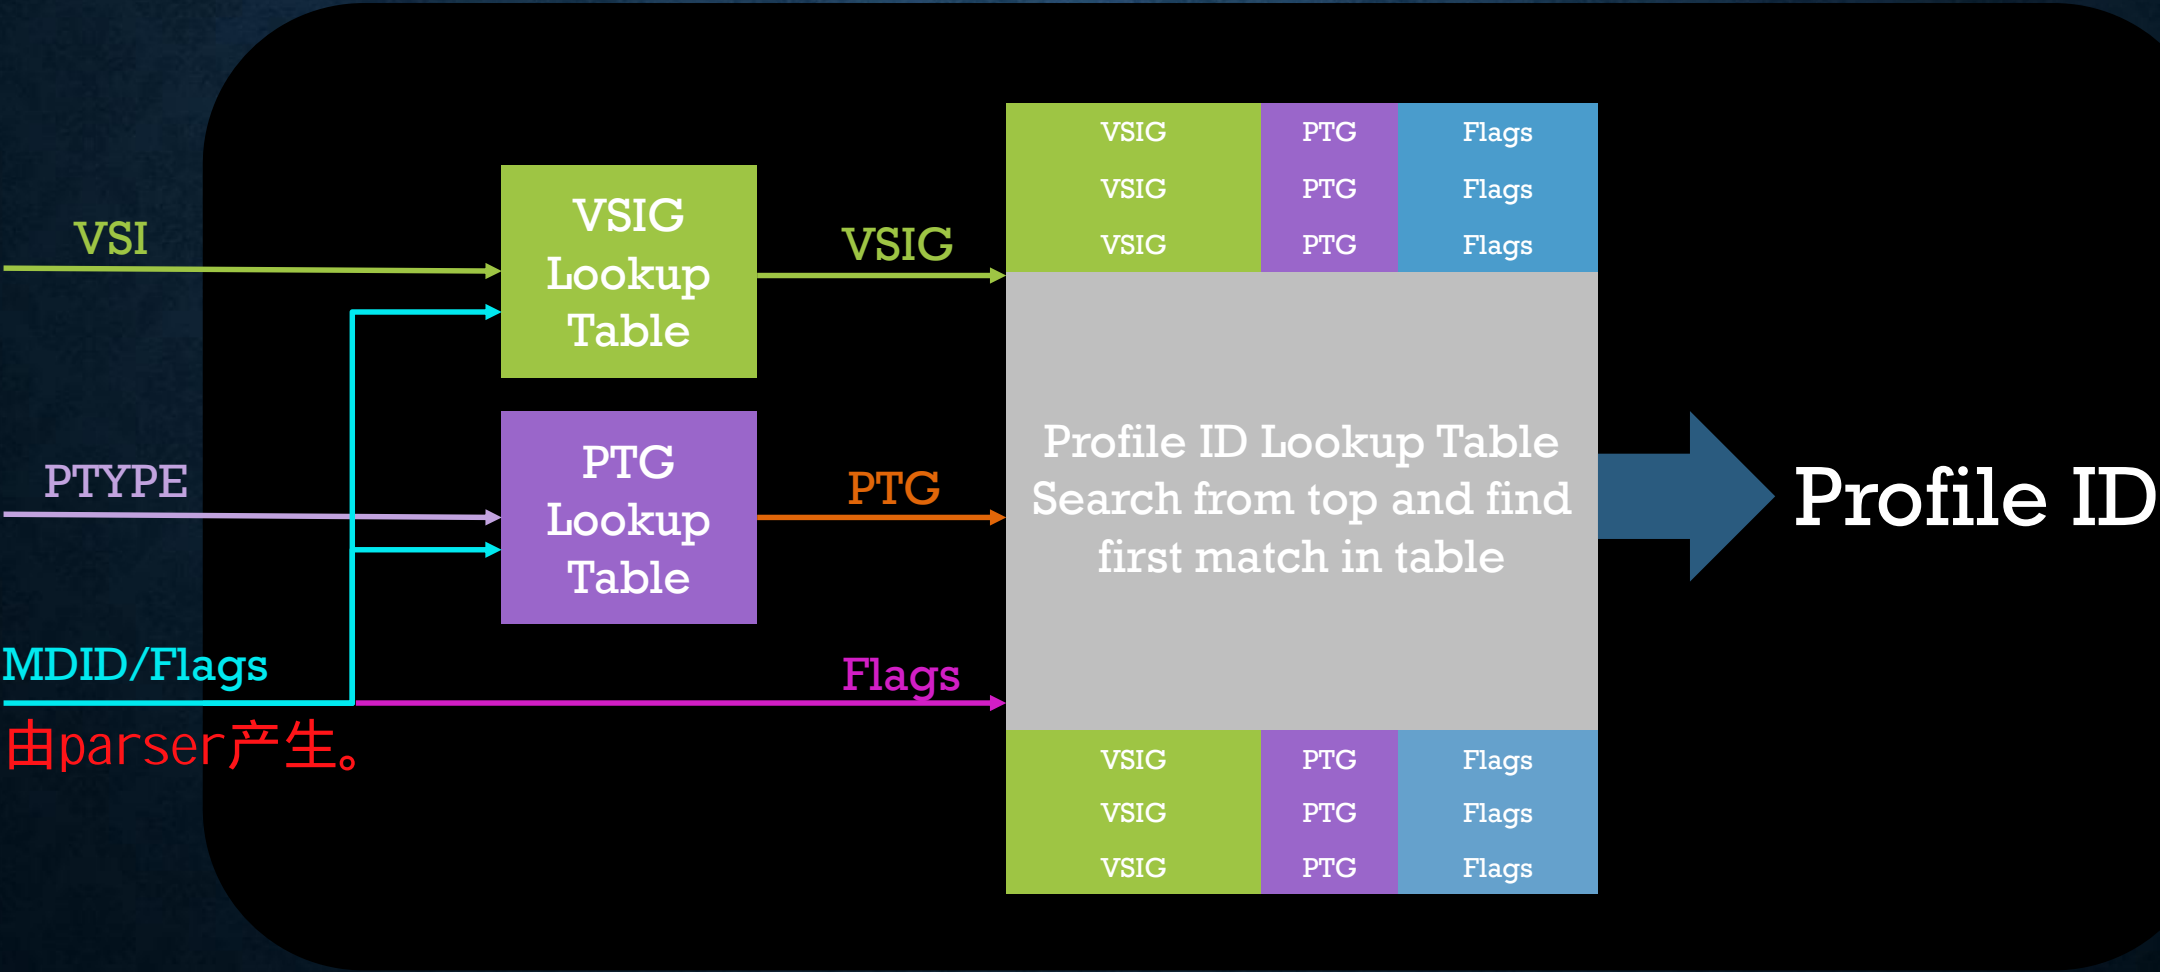 VSI
PTYPE
MDID/Flags
由parser产生。
VSIG
Lookup
Table
PTG
Lookup
Table
VSIG
PTG
Flags
VSIG PTG Flags
VSIG PTG Flags
VSIG PTG Flags
Profile ID Lookup Table
Search from top and find
first match in table
VSIG PTG Flags
VSIG PTG Flags
VSIG PTG Flags
Profile ID